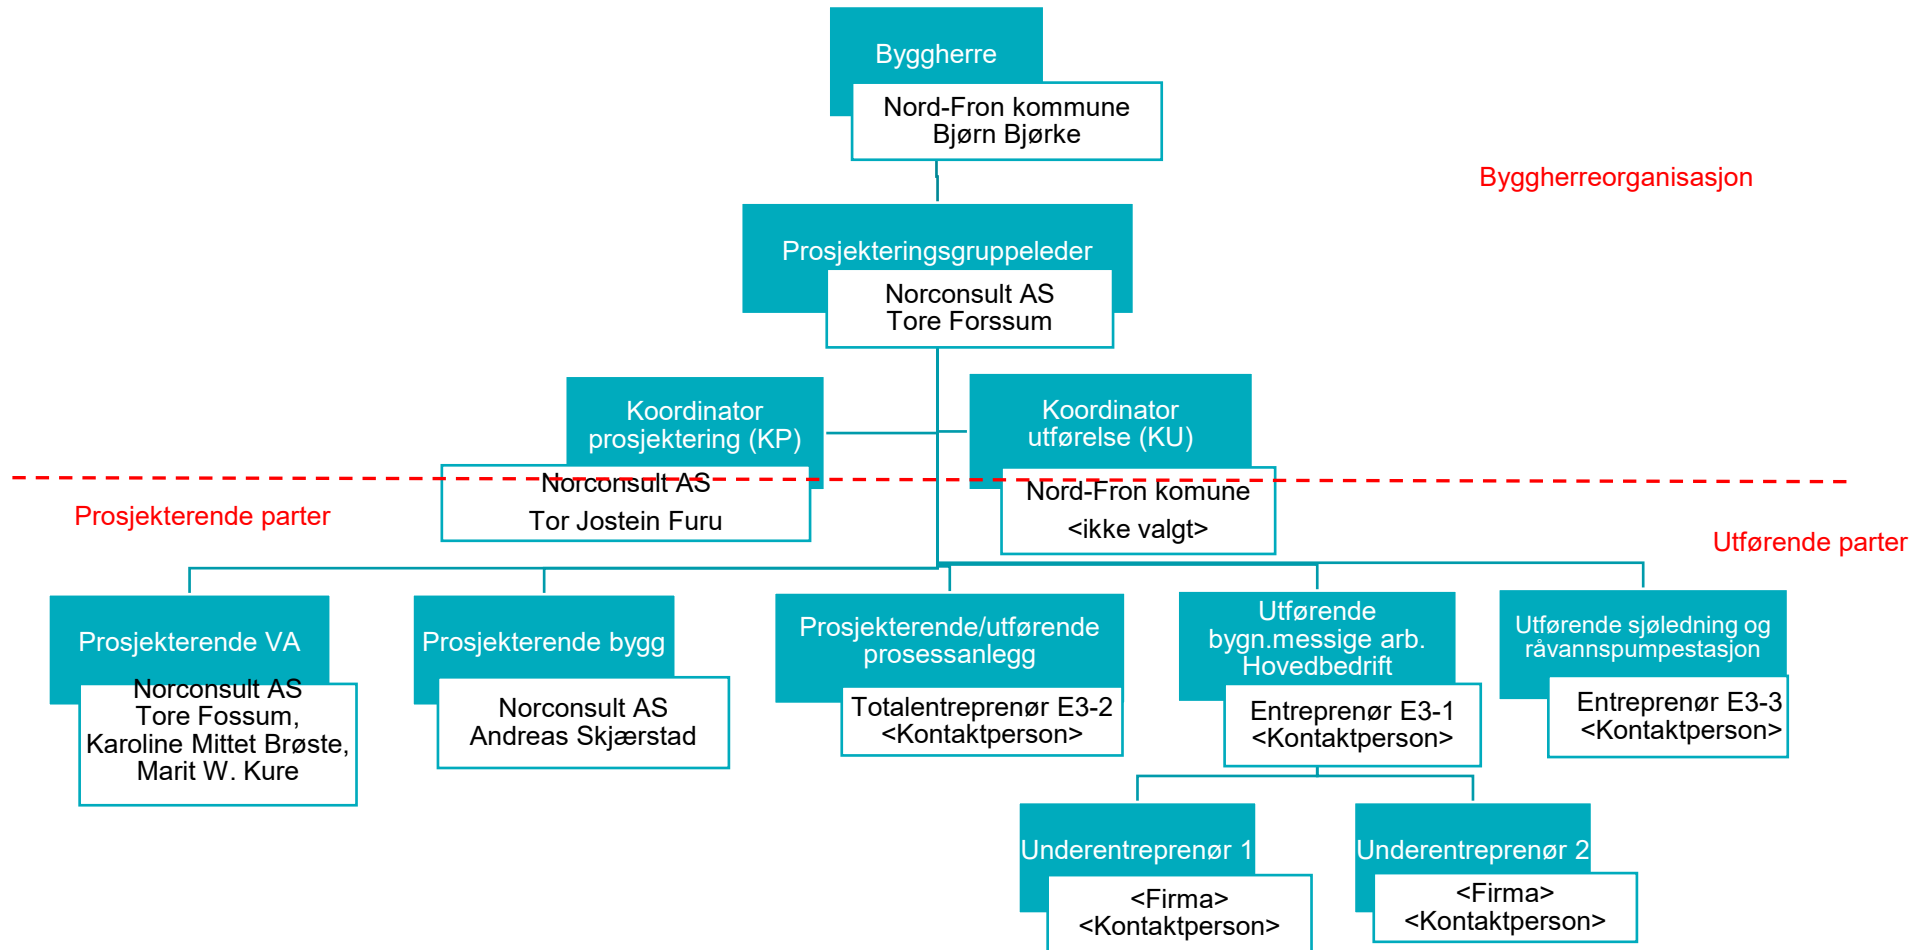 Byggherre
Nord-Fron kommune
Bjørn Bjørke
Byggherreorganisasjon
Prosjekteringsgruppeleder
Norconsult AS
Tore Forssum
Koordinator
prosjektering (KP)
Norconsult AS
Tor Jostein Furu
Koordinator
utførelse (KU)
Nord-Fron komune
<ikke valgt>
Prosjekterende parter
Utførende parter
Prosjekterende VA
Norconsult AS
Tore Fossum,
Karoline Mittet Brøste,
Marit W. Kure
Prosjekterende bygg
Norconsult AS
Andreas Skjærstad
Prosjekterende/utførende
prosessanlegg
Totalentreprenør E3-2
<Kontaktperson>
Utførende
bygn.messige arb.
Hovedbedrift
Entreprenør E3-1
<Kontaktperson>
Utførende sjøledning og
råvannspumpestasjon
Entreprenør E3-3
<Kontaktperson>
Underentreprenør 1
<Firma>
<Kontaktperson>
Underentreprenør 2
<Firma>
<Kontaktperson>